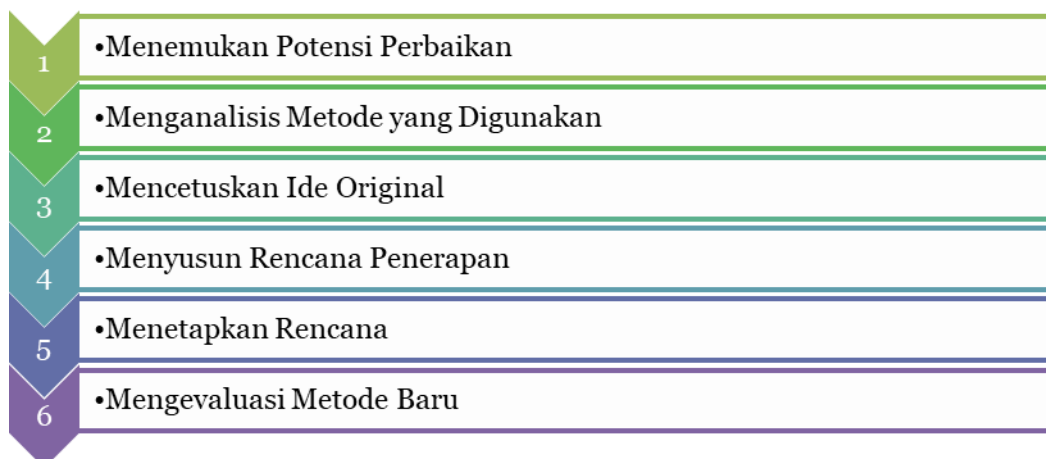 1 •Menemukan Potensi Perbaikan
2 •Menganalisis Metode yang Digunakan
3 •Mencetuskan Ide Original
4 •Menyusun Rencana Penerapan
5 •Menetapkan Rencana
6 •Mengevaluasi Metode Baru